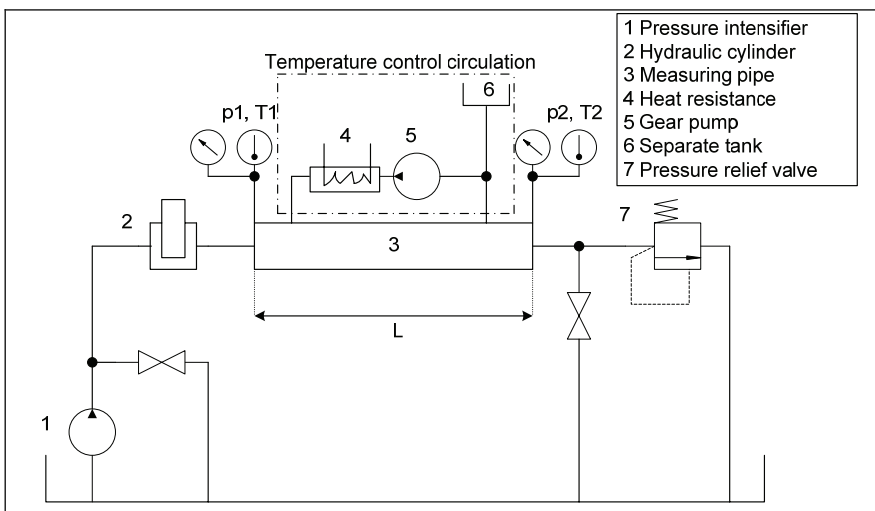 1 Pressure intensifier
2 Hydraulic cylinder
3 Measuring pipe
4 Heat resistance
5 Gear pump
6 Separate tank
7 Pressure relief valve
Temperature control circulation
6
p1, T1
4
5
p2, T2
2
7
3
L
1